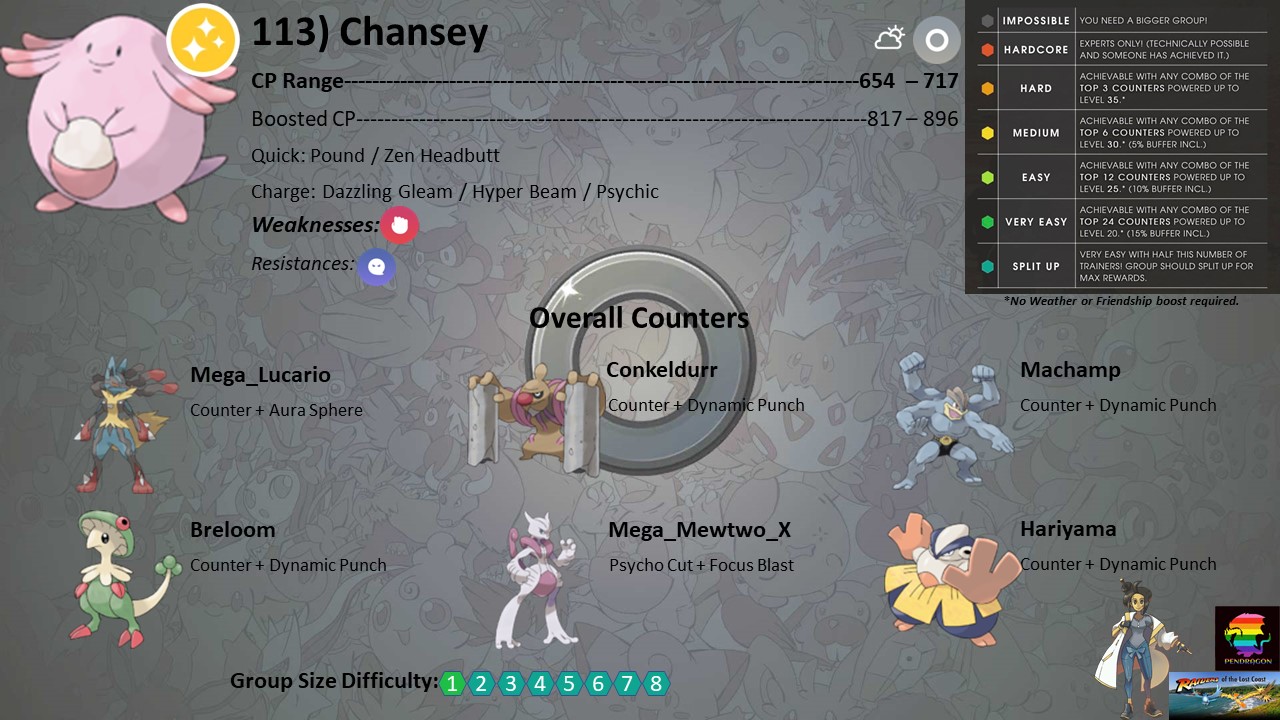 113) Chansey
CP Range------------------------------------------------------------------------------------654 – 717
Boosted CP-----------------------------------------------------------------------------------817 – 896
Quick: Pound / Zen Headbutt
Charge: Dazzling Gleam / Hyper Beam / Psychic
Weaknesses:
Resistances:
IMPOSSIBLE YOU NEED A BIGGER GROUP!
HARDCORE EXPERTS ONLY! (TECHNICALLY POSSIBLE
AND SOMEONE HAS ACHIEVED IT.)
HARD ACHIEVABLE WITH ANY COMBO OF THE
TOP 3 COUNTERS POWERED UP TO
LEVEL 35.*
MEDIUM ACHIEVABLE WITH ANY COMBO OF THE
TOP 6 COUNTERS POWERED UP TO
LEVEL 30.* (5% BUFFER INCL.)
EASY ACHIEVABLE WITH ANY COMBO OF THE
TOP 12 COUNTERS POWERED UP TO
LEVEL 25.* (10% BUFFER INCL.)
VERY EASY ACHIEVABLE WITH ANY COMBO OF THE
TOP 24 COUNTERS POWERED UP TO
LEVEL 20.* (15% BUFFER INCL.)
SPLIT UP VERY EASY WITH HALF THIS NUMBER OF
TRAINERS! GROUP SHOULD SPLIT UP FOR
MAX REWARDS.
*No Weather or Friendship boost required.
Overall Counters
Mega_Lucario
Counter + Aura Sphere
Conkeldurr
Counter + Dynamic Punch
Machamp
Counter + Dynamic Punch
Breloom
Counter + Dynamic Punch
Mega_Mewtwo_X
Psycho Cut + Focus Blast
Hariyama
Counter + Dynamic Punch
Group Size Difficulty: 1 2 3 4 5 6 7 8
PENDROGON
RAIDERS of the Lost Coast